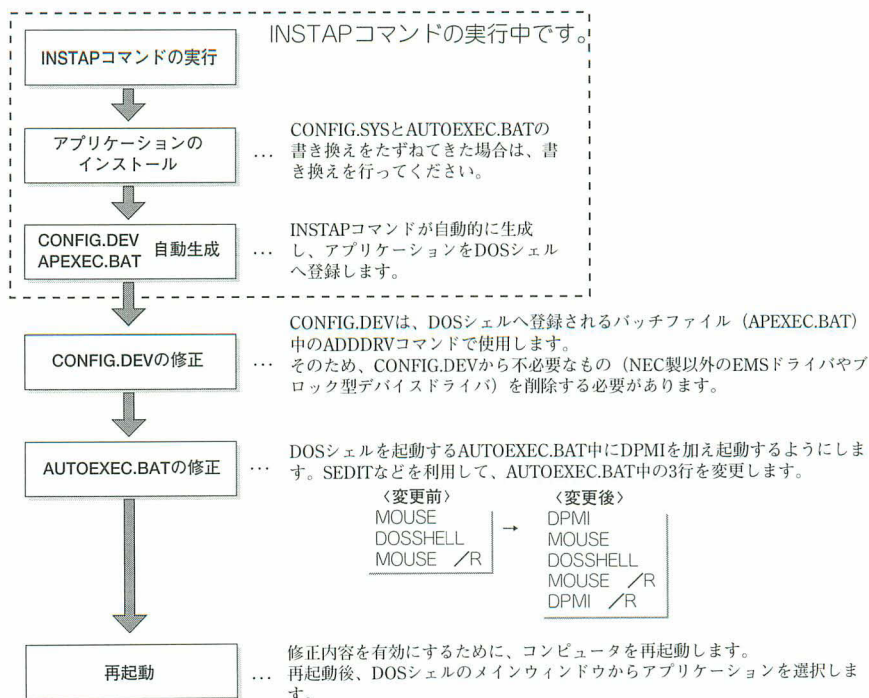 INSTAPコマンドの実行中です。
INSTAPコマンドの実行
アプリケーションの
インストール
… CONFIG.SYSとAUTOEXEC.BATの
書き換えをたずねてきた場合は、書
き換えを行ってください。
CONFIG.DEV
APEXEC.BAT
自動生成
… INSTAPコマンドが自動的に生成
し、アプリケーションをDOSシェル
へ登録します。
CONFIG.DEVの修正
… CONFIG.DEVは、DOSシェルへ登録されるバッチファイル（APEXEC.BAT）
中のADDDRVコマンドで使用します。
そのため、CONFIG.DEVから不必要なもの（NEC製以外のEMSドライバやブ
ロック型デバイスドライバ）を削除する必要があります。
AUTOEXEC.BATの修正
… DOSシェルを起動するAUTOEXEC.BAT中にDPMIを加え起動するようにしま
す。SEDITなどを利用して、AUTOEXEC.BAT中の3行を変更します。
〈変更前〉
MOUSE
DOSSHELL
MOUSE ／R
→
〈変更後〉
DPMI
MOUSE
DOSSHELL
MOUSE ／R
DPMI ／R
再起動
… 修正内容を有効にするために、コンピュータを再起動します。
再起動後、DOSシェルのメインウィンドウからアプリケーションを選択しま
す。